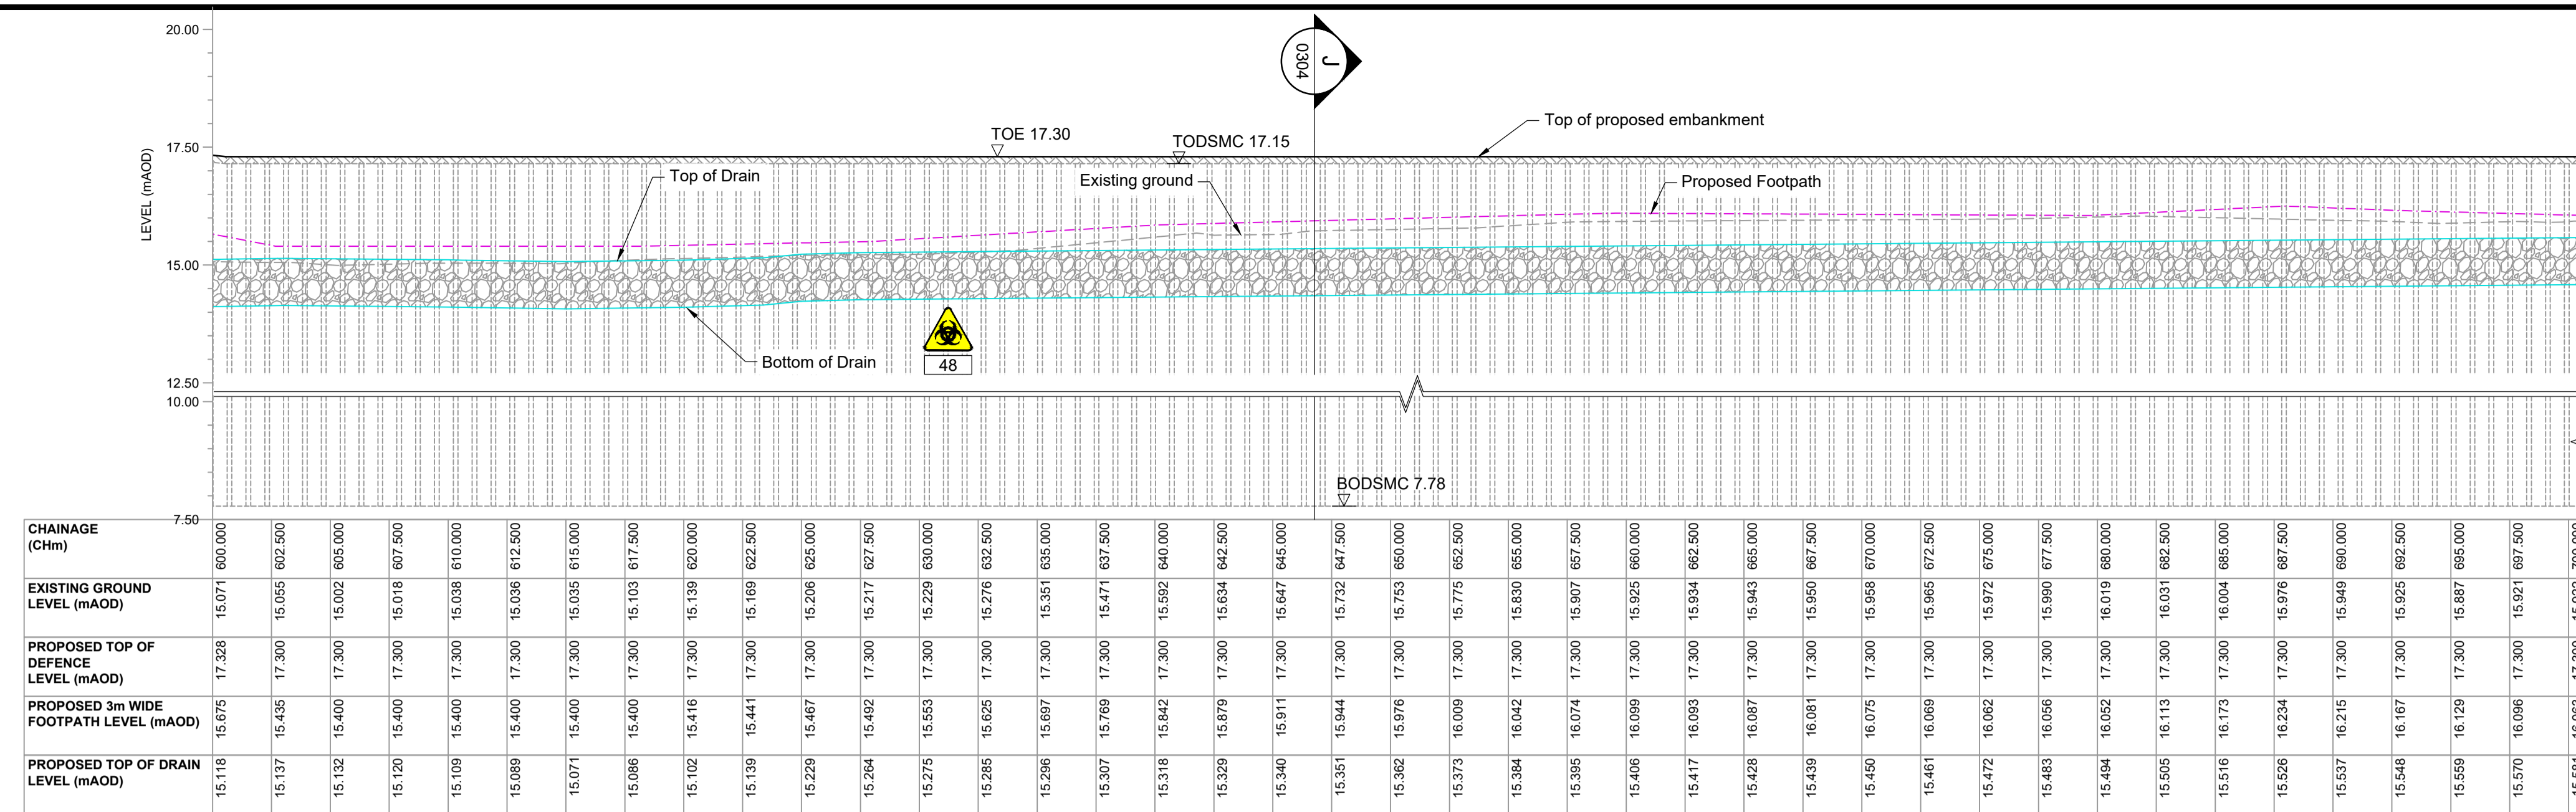 20.00
17.50
15.00
12.50
10.00
7.50
LEVEL (mAOD)
J
0304
TOE 17.30
TODSMC 17.15
Top of proposed embankment
Top of Drain
Existing ground
Proposed Footpath
Bottom of Drain
48
BODSMC 7.78
CHAINAGE
(CHm)
600.000 602.500 605.000 607.500 610.000 612.500 615.000 617.500 620.000 622.500 625.000 627.500 630.000 632.500 635.000 637.500 640.000 642.500 645.000 647.500 650.000 652.500 655.000 657.500 660.000 662.500 665.000 667.500 670.000 672.500 675.000 677.500 680.000 682.500 685.000 687.500 690.000 692.500 695.000 697.500
EXISTING GROUND
LEVEL (mAOD)
15.071 15.055 15.002 15.018 15.038 15.036 15.035 15.103 15.139 15.169 15.206 15.217 15.229 15.276 15.351 15.471 15.592 15.634 15.647 15.732 15.753 15.775 15.830 15.907 15.925 15.934 15.943 15.950 15.958 15.965 15.972 15.990 16.019 16.031 16.004 15.976 15.949 15.925 15.887 15.921
PROPOSED TOP OF
DEFENCE
LEVEL (mAOD)
17.328 17.300 17.300 17.300 17.300 17.300 17.300 17.300 17.300 17.300 17.300 17.300 17.300 17.300 17.300 17.300 17.300 17.300 17.300 17.300 17.300 17.300 17.300 17.300 17.300 17.300 17.300 17.300 17.300 17.300 17.300 17.300 17.300 17.300 17.300 17.300 17.300 17.300 17.300 17.300
PROPOSED 3m WIDE
FOOTPATH LEVEL (mAOD)
15.675 15.435 15.400 15.400 15.400 15.400 15.400 15.400 15.416 15.441 15.467 15.492 15.553 15.625 15.697 15.769 15.842 15.879 15.911 15.944 15.976 16.009 16.042 16.074 16.099 16.093 16.087 16.081 16.075 16.069 16.062 16.056 16.052 16.113 16.173 16.234 16.215 16.167 16.129 16.096
PROPOSED TOP OF DRAIN
LEVEL (mAOD)
15.118 15.137 15.132 15.120 15.109 15.089 15.071 15.086 15.102 15.139 15.229 15.264 15.275 15.285 15.296 15.307 15.318 15.329 15.340 15.351 15.362 15.373 15.384 15.395 15.406 15.417 15.428 15.439 15.450 15.461 15.472 15.483 15.494 15.505 15.516 15.526 15.537 15.548 15.559 15.570